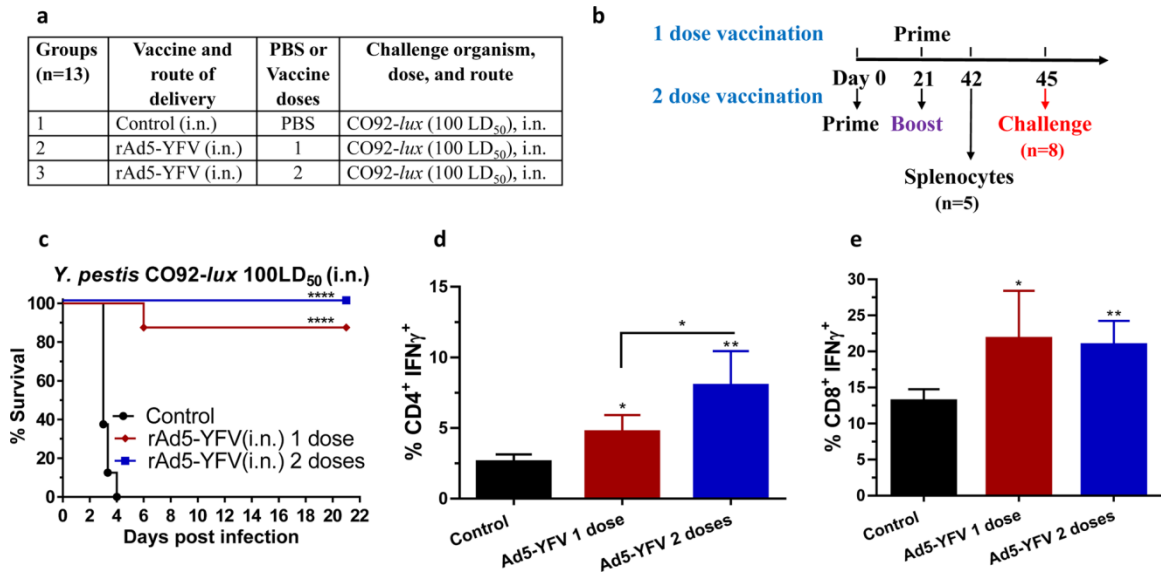 a
Groups (n=13) Vaccine and route of delivery PBS or Vaccine doses Challenge organism, dose, and route
1 Control (i.n.) PBS CO92-lux (100 LD50), i.n.
2 rAd5-YFV (i.n.) 1 CO92-lux (100 LD50), i.n.
3 rAd5-YFV (i.n.) 2 CO92-lux (100 LD50), i.n.
b
1 dose vaccination Prime
Day 0 21 42 45
2 dose vaccination
Prime Boost Challenge
(n=8)
Splenocytes
(n=5)
c
Y. pestis CO92-lux 100LD50 (i.n.)
% Survival
100
80
60
40
20
0
****
****
Control
rAd5-YFV(i.n.) 1 dose
rAd5-YFV(i.n.) 2 doses
0 2 4 6 8 10 12 14 16 18 20 22
Days post infection
d
% CD4+ IFNγ+
15
10
5
0
*
**
*
Control
Ad5-YFV 1 dose
Ad5-YFV 2 doses
e
% CD8+ IFNγ+
30
25
20
15
10
5
0
*
**
Control
Ad5-YFV 1 dose
Ad5-YFV 2 doses